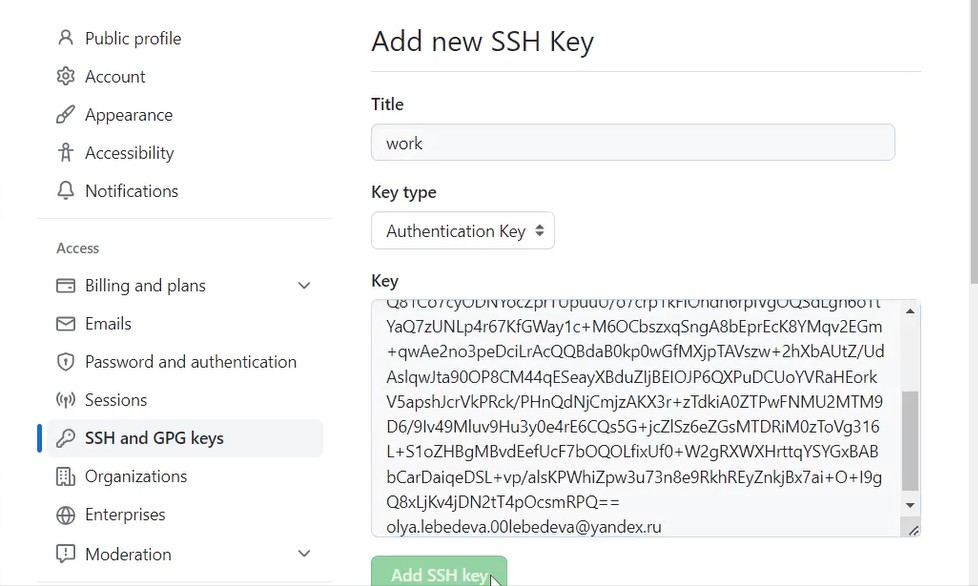 Public profile
Account
Appearance
Accessibility
Notifications
Access
Billing and plans
Emails
Password and authentication
Sessions
SSH and GPG keys
Organizations
Enterprises
Moderation
Add new SSH Key
Title
work
Key type
Authentication Key
Key
YaQ7zUNLp4r67KfGWay1c+M6OCbszxqSngA8bEprEcK8YMqv2EGm
+qwAe2no3peDciLrAcQQBdaB0kp0wGfMXjpTAVszw+2hXbAUtZ/Ud
AslqwJta90OP8CM44qESeayXBduZIjBEIOJP6QXPuDCUoYVRaHEork
V5apshJcrVkPRck/PHnQdNjCmjzAKX3r+zTdkiA0ZTPwFNMU2MTM9
D6/9Iv49Mluv9Hu3y0e4rE6CQs5G+jcZlSz6eZGsMTDRiM0zToVg316
L+S1oZHBgMBvdEefUcF7bOQOLfixUf0+W2gRXWXHrttqYSYGxBAB
bCarDaiqeDSL+vp/alsKPWhiZpw3u73n8e9RkhREyZnkjBx7ai+O+I9g
Q8xLjKv4jDN2tT4pOcsmRPQ==
olya.lebedeva.00lebedeva@yandex.ru
Add SSH key